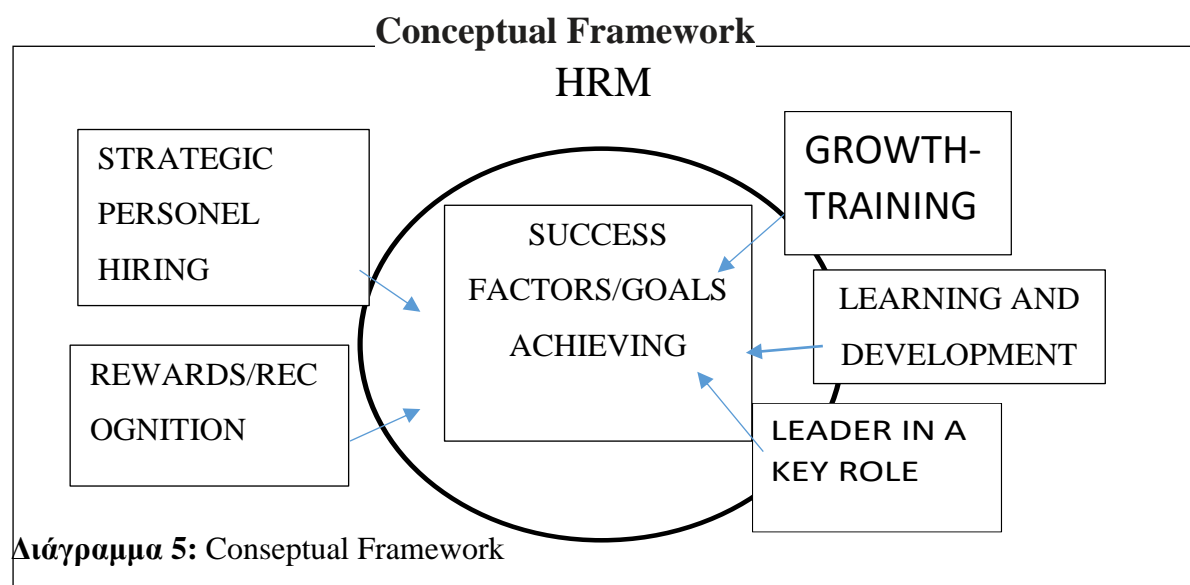 Conceptual Framework
HRM
STRATEGIC
PERSONEL
HIRING
REWARDS/REC
OGNITION
SUCCESS
FACTORS/GOALS
ACHIEVING
GROWTH-
TRAINING
LEARNING AND
DEVELOPMENT
LEADER IN A
KEY ROLE
Διάγραμμα 5: Conseptual Framework